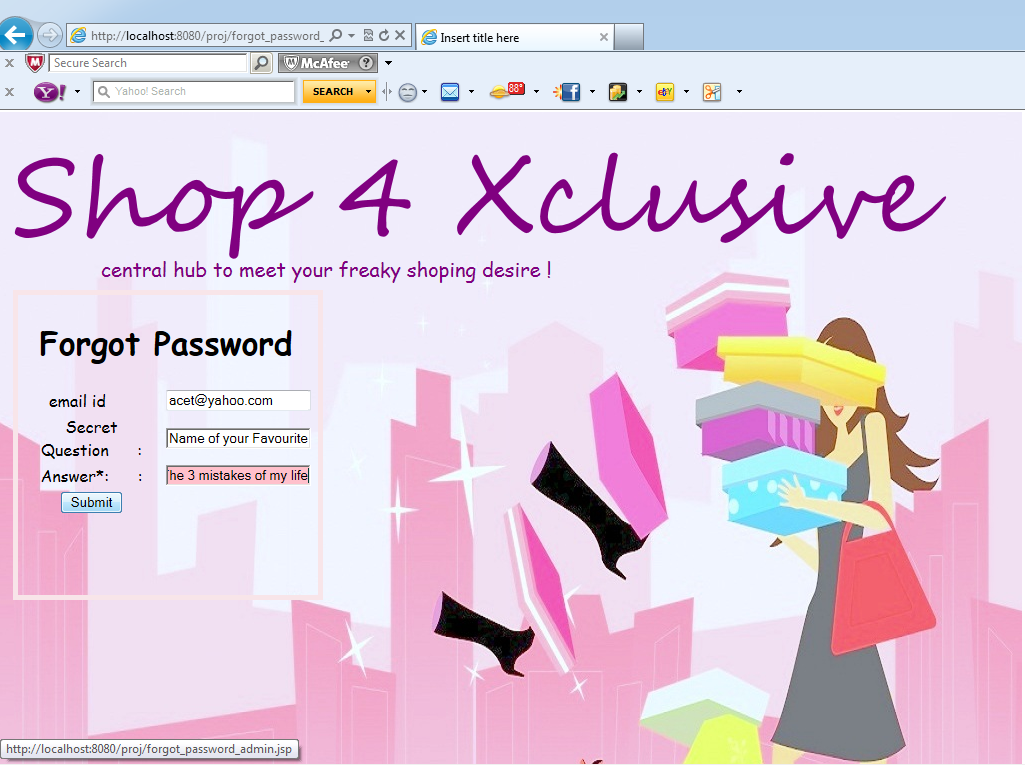 http://localhost:8080/proj/forgot_password_
Insert title here
Secure Search
McAfee ?
Yahoo! Search
SEARCH
88°
Shop 4 Xclusive
central hub to meet your freaky shoping desire !
Forgot Password
email id acet@yahoo.com
Secret
Question : Name of your Favourite
Answer*: : he 3 mistakes of my life
Submit
http://localhost:8080/proj/forgot_password_admin.jsp